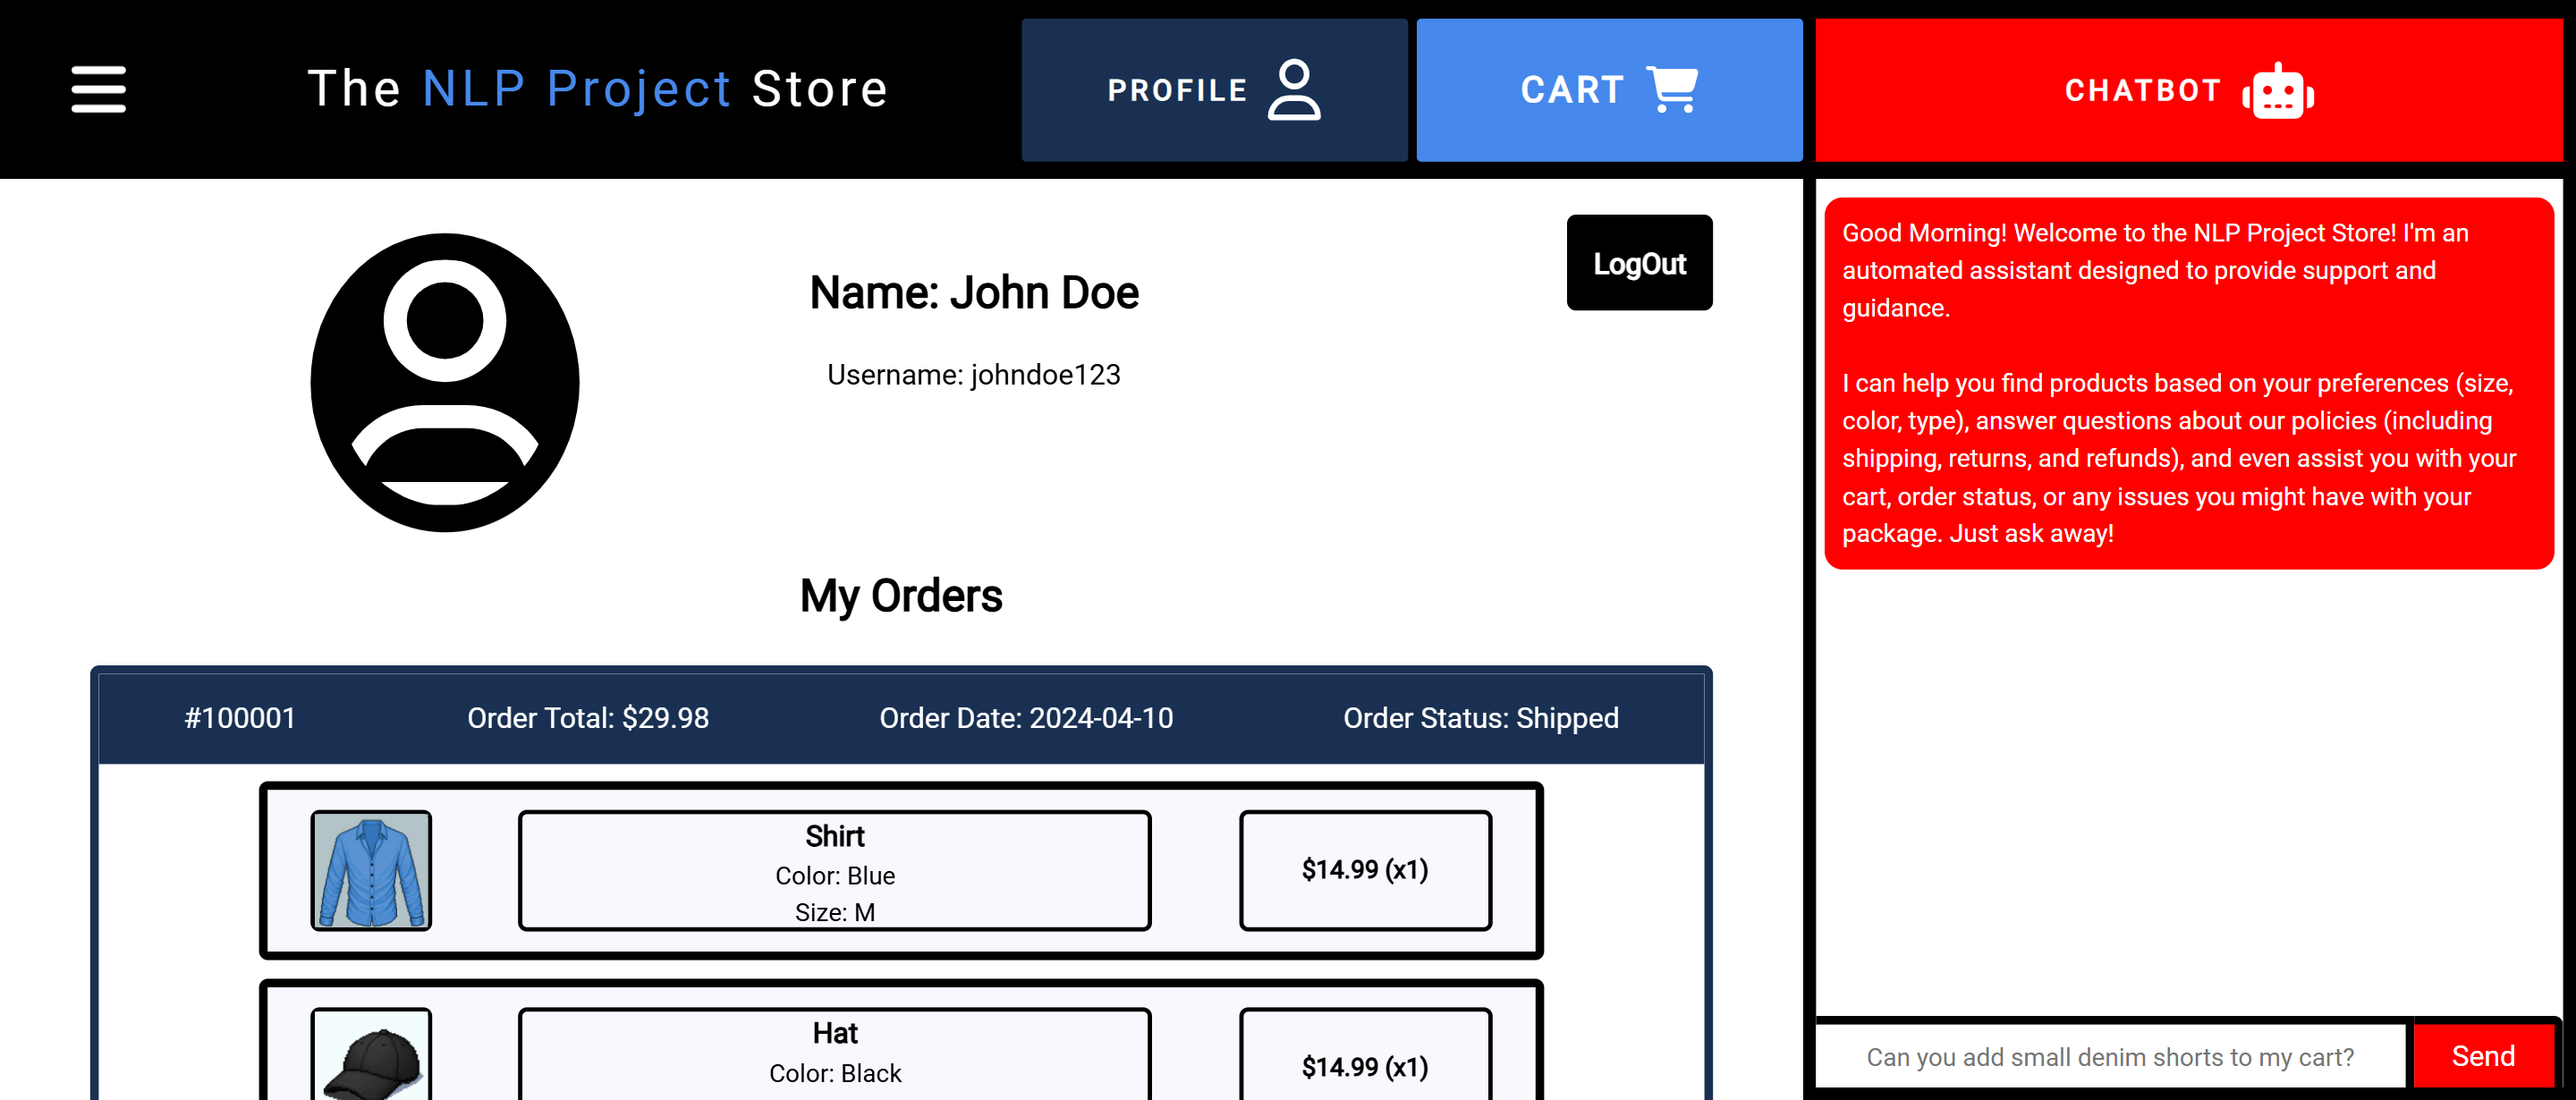 The NLP Project Store
PROFILE
CART
CHATBOT
LogOut
Name: John Doe
Username: johndoe123
My Orders
#100001
Order Total: $29.98
Order Date: 2024-04-10
Order Status: Shipped
Shirt
Color: Blue
Size: M
$14.99 (x1)
Hat
Color: Black
$14.99 (x1)
Good Morning! Welcome to the NLP Project Store! I'm an
automated assistant designed to provide support and
guidance.
I can help you find products based on your preferences (size,
color, type), answer questions about our policies (including
shipping, returns, and refunds), and even assist you with your
cart, order status, or any issues you might have with your
package. Just ask away!
Can you add small denim shorts to my cart?
Send